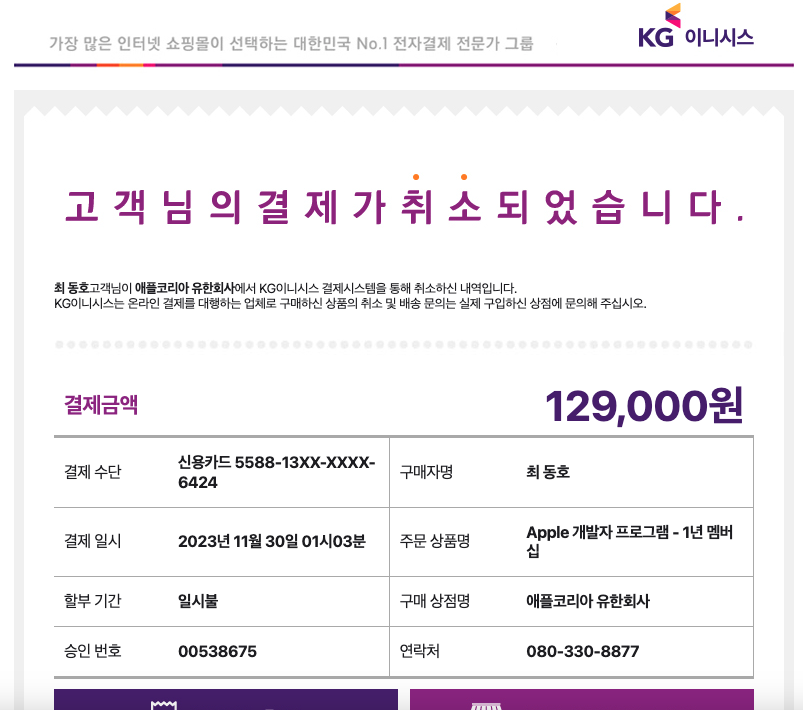 가장 많은 인터넷 쇼핑몰이 선택하는 대한민국 No.1 전자결제 전문가 그룹
KG 이니시스
고객님의결제가취소되었습니다.
최 동호고객님이 애플코리아 유한회사에서 KG이니시스 결제시스템을 통해 취소하신 내역입니다.
KG이니시스는 온라인 결제를 대행하는 업체로 구매하신 상품의 취소 및 배송 문의는 실제 구입하신 상점에 문의해 주십시오.
결제금액
129,000원
결제 수단
신용카드 5588-13XX-XXXX-
6424
구매자명
최 동호
결제 일시
2023년 11월 30일 01시03분
주문 상품명
Apple 개발자 프로그램 - 1년 멤버
십
할부 기간
일시불
구매 상점명
애플코리아 유한회사
승인 번호
00538675
연락처
080-330-8877